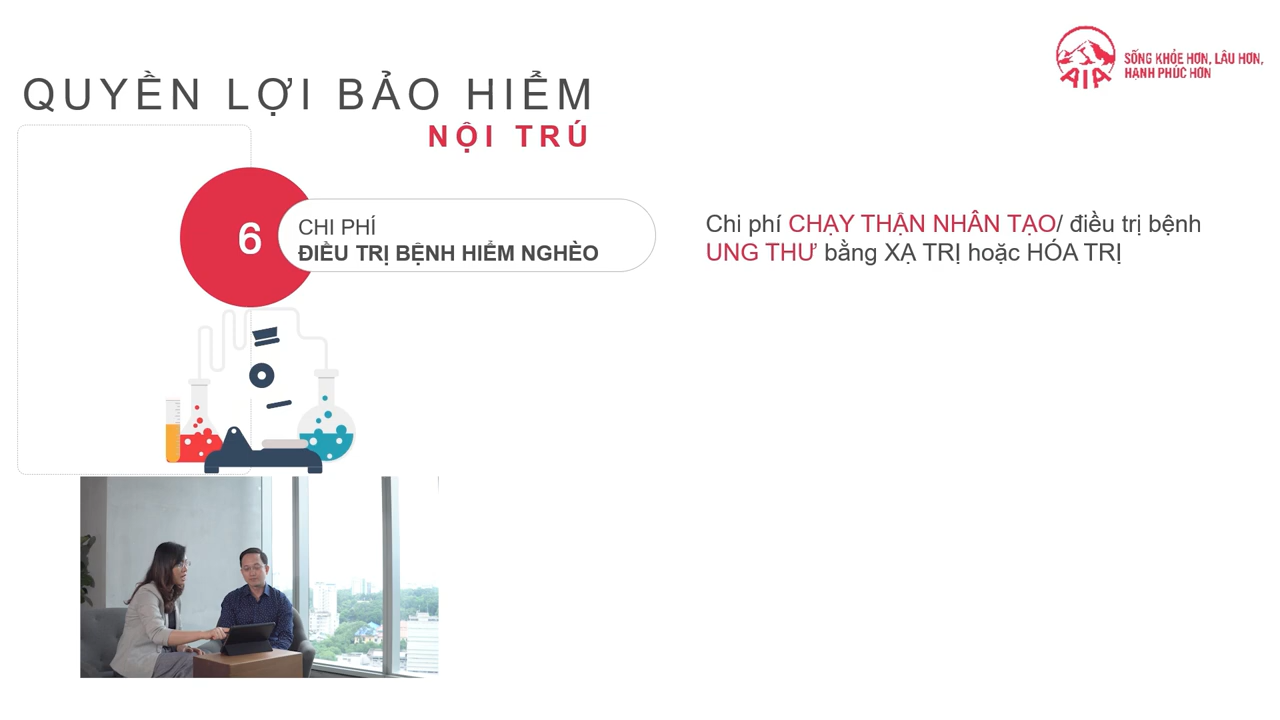 SỐNG KHỎE HƠN, LÂU HƠN,
HẠNH PHÚC HƠN
AIA
QUYỀN LỢI BẢO HIỂM
NỘI TRÚ
6
CHI PHÍ
ĐIỀU TRỊ BỆNH HIỂM NGHÈO
Chi phí CHẠY THẬN NHÂN TẠO/ điều trị bệnh
UNG THƯ bằng XẠ TRỊ hoặc HÓA TRỊ